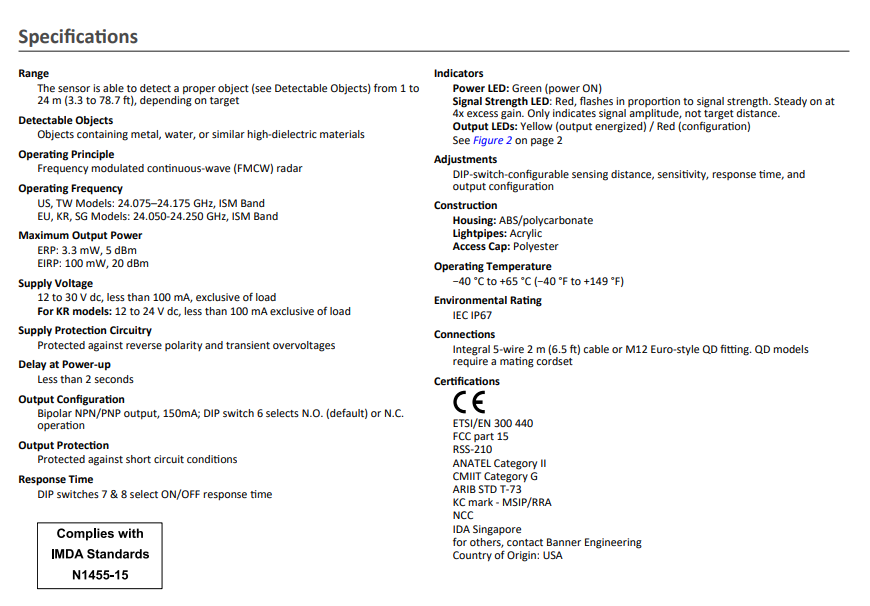 Specifications
Range
The sensor is able to detect a proper object (see Detectable Objects) from 1 to
24 m (3.3 to 78.7 ft), depending on target
Detectable Objects
Objects containing metal, water, or similar high-dielectric materials
Operating Principle
Frequency modulated continuous-wave (FMCW) radar
Operating Frequency
US, TW Models: 24.075–24.175 GHz, ISM Band
EU, KR, SG Models: 24.050-24.250 GHz, ISM Band
Maximum Output Power
ERP: 3.3 mW, 5 dBm
EIRP: 100 mW, 20 dBm
Supply Voltage
12 to 30 V dc, less than 100 mA, exclusive of load
For KR models: 12 to 24 V dc, less than 100 mA exclusive of load
Supply Protection Circuitry
Protected against reverse polarity and transient overvoltages
Delay at Power-up
Less than 2 seconds
Output Configuration
Bipolar NPN/PNP output, 150mA; DIP switch 6 selects N.O. (default) or N.C.
operation
Output Protection
Protected against short circuit conditions
Response Time
DIP switches 7 & 8 select ON/OFF response time
Complies with
IMDA Standards
N1455-15
Indicators
Power LED: Green (power ON)
Signal Strength LED: Red, flashes in proportion to signal strength. Steady on at
4x excess gain. Only indicates signal amplitude, not target distance.
Output LEDs: Yellow (output energized) / Red (configuration)
See Figure 2 on page 2
Adjustments
DIP-switch-configurable sensing distance, sensitivity, response time, and
output configuration
Construction
Housing: ABS/polycarbonate
Lightpipes: Acrylic
Access Cap: Polyester
Operating Temperature
−40 °C to +65 °C (−40 °F to +149 °F)
Environmental Rating
IEC IP67
Connections
Integral 5-wire 2 m (6.5 ft) cable or M12 Euro-style QD fitting. QD models
require a mating cordset
Certifications
CE
ETSI/EN 300 440
FCC part 15
RSS-210
ANATEL Category II
CMIIT Category G
ARIB STD T-73
KC mark - MSIP/RRA
NCC
IDA Singapore
for others, contact Banner Engineering
Country of Origin: USA